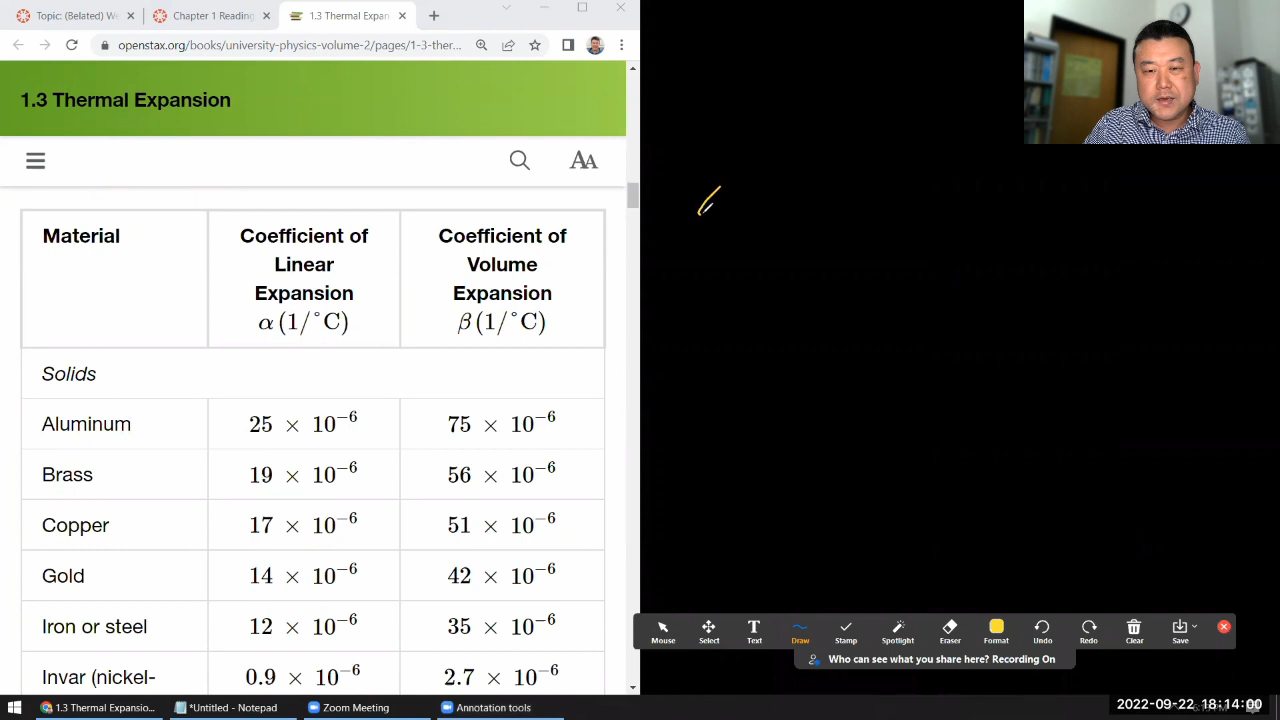 Topic: (Belated) We
Chapter 1 Reading
1.3 Thermal Expan
openstax.org/books/university-physics-volume-2/pages/1-3-ther...
1.3 Thermal Expansion
AA
Material
Coefficient of Linear Expansion α(1/°C)
Coefficient of Volume Expansion β(1/°C)
Solids
Aluminum 25 × 10⁻⁶ 75 × 10⁻⁶
Brass 19 × 10⁻⁶ 56 × 10⁻⁶
Copper 17 × 10⁻⁶ 51 × 10⁻⁶
Gold 14 × 10⁻⁶ 42 × 10⁻⁶
Iron or steel 12 × 10⁻⁶ 35 × 10⁻⁶
Invar (nickel- 0.9 × 10⁻⁶ 2.7 × 10⁻⁶
Mouse Select Text Draw Stamp Spotlight Eraser Format Undo Redo Clear Save
Who can see what you share here? Recording On
1.3 Thermal Expansio... *Untitled - Notepad Zoom Meeting Annotation tools
2022-09-22 18:14:00